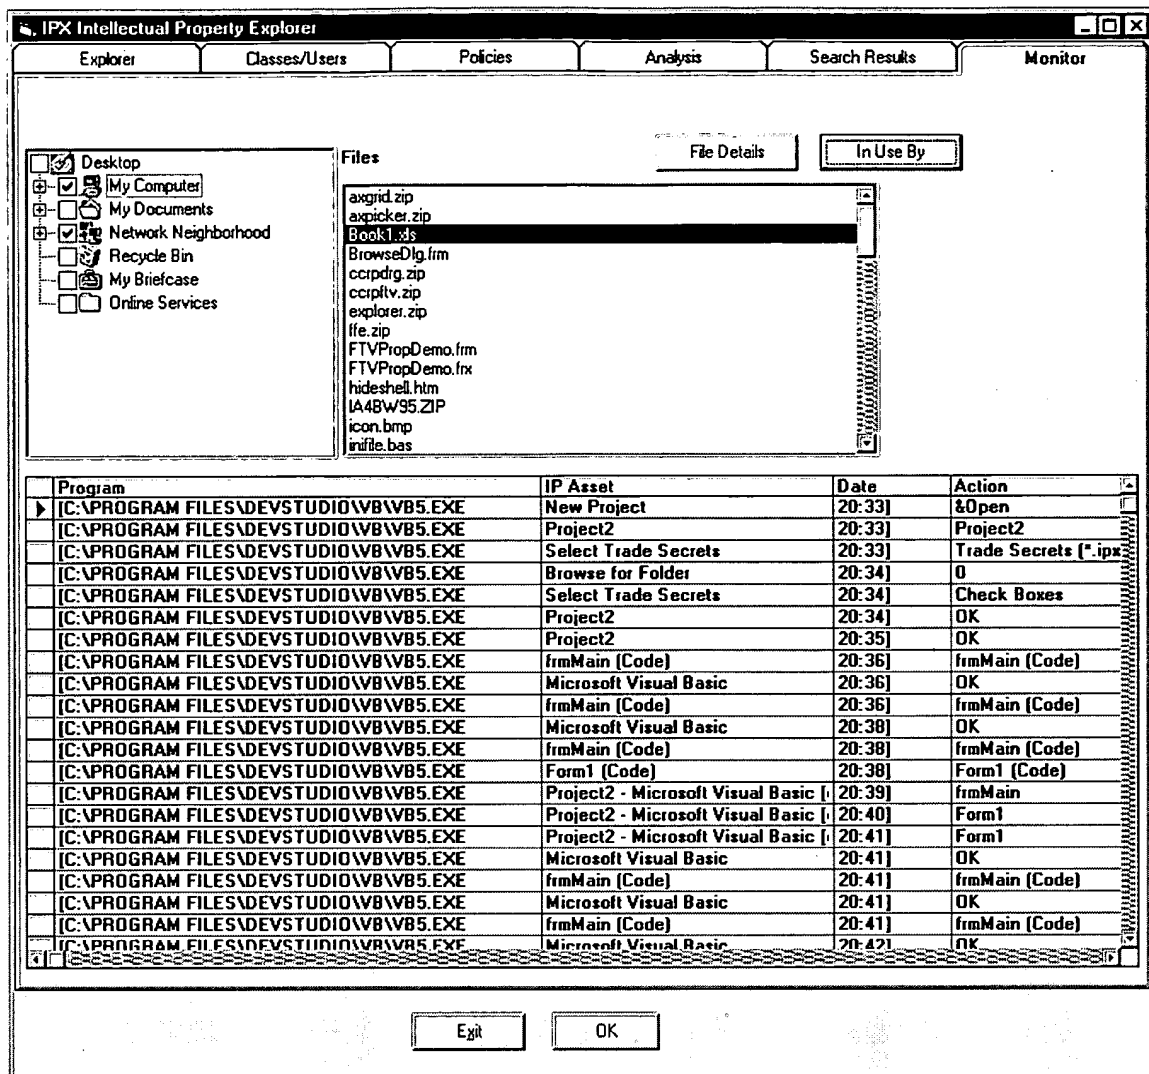 IPX Intellectual Property Explorer
Explorer Classes/Users Policies Analysis Search Results Monitor
File Details In Use By
Desktop
My Computer
My Documents
Network Neighborhood
Recycle Bin
My Briefcase
Online Services
Files
axgrid.zip
axpicker.zip
Book1.xls
BrowseDlg.frm
ccrpdrg.zip
ccrpftv.zip
explorer.zip
ffe.zip
FTVPropDemo.frm
FTVPropDemo.frx
hideshell.htm
IA4BW95.ZIP
icon.bmp
inifile.bas
Program IP Asset Date Action
[C:\PROGRAM FILES\DEVSTUDIO\VB\VB5.EXE New Project 20:33] &Open
[C:\PROGRAM FILES\DEVSTUDIO\VB\VB5.EXE Project2 20:33] Project2
[C:\PROGRAM FILES\DEVSTUDIO\VB\VB5.EXE Select Trade Secrets 20:33] Trade Secrets (*.ipx
[C:\PROGRAM FILES\DEVSTUDIO\VB\VB5.EXE Browse for Folder 20:34] 0
[C:\PROGRAM FILES\DEVSTUDIO\VB\VB5.EXE Select Trade Secrets 20:34] Check Boxes
[C:\PROGRAM FILES\DEVSTUDIO\VB\VB5.EXE Project2 20:34] OK
[C:\PROGRAM FILES\DEVSTUDIO\VB\VB5.EXE Project2 20:35] OK
[C:\PROGRAM FILES\DEVSTUDIO\VB\VB5.EXE frmMain (Code) 20:36] frmMain (Code)
[C:\PROGRAM FILES\DEVSTUDIO\VB\VB5.EXE Microsoft Visual Basic 20:36] OK
[C:\PROGRAM FILES\DEVSTUDIO\VB\VB5.EXE frmMain (Code) 20:36] frmMain (Code)
[C:\PROGRAM FILES\DEVSTUDIO\VB\VB5.EXE Microsoft Visual Basic 20:38] OK
[C:\PROGRAM FILES\DEVSTUDIO\VB\VB5.EXE frmMain (Code) 20:38] frmMain (Code)
[C:\PROGRAM FILES\DEVSTUDIO\VB\VB5.EXE Form1 (Code) 20:38] Form1 (Code)
[C:\PROGRAM FILES\DEVSTUDIO\VB\VB5.EXE Project2 - Microsoft Visual Basic [ 20:39] frmMain
[C:\PROGRAM FILES\DEVSTUDIO\VB\VB5.EXE Project2 - Microsoft Visual Basic [ 20:40] Form1
[C:\PROGRAM FILES\DEVSTUDIO\VB\VB5.EXE Project2 - Microsoft Visual Basic [ 20:41] Form1
[C:\PROGRAM FILES\DEVSTUDIO\VB\VB5.EXE Microsoft Visual Basic 20:41] OK
[C:\PROGRAM FILES\DEVSTUDIO\VB\VB5.EXE frmMain (Code) 20:41] frmMain (Code)
[C:\PROGRAM FILES\DEVSTUDIO\VB\VB5.EXE Microsoft Visual Basic 20:41] OK
[C:\PROGRAM FILES\DEVSTUDIO\VB\VB5.EXE frmMain (Code) 20:41] frmMain (Code)
[C:\PROGRAM FILES\DEVSTUDIO\VB\VB5.EXE Microsoft Visual Basic 20:42] OK
Exit OK